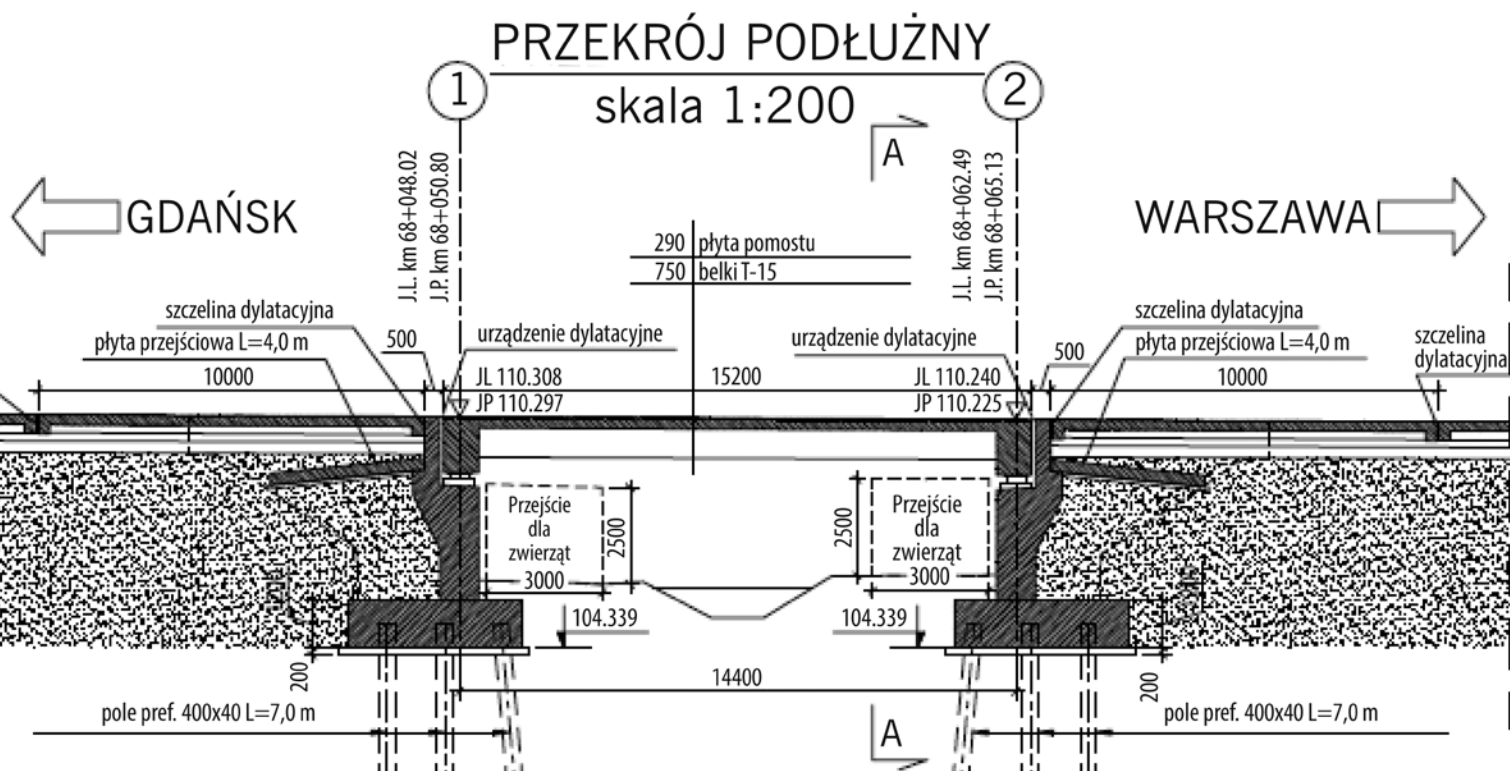 PRZEKRÓJ PODŁUŻNY
skala 1:200
1
2
A
GDAŃSK
WARSZAWA
J.L. km 68+048.02
J.P. km 68+050.80
J.L. km 68+062.49
J.P. km 68+065.13
290 płyta pomostu
750 belki T-15
szczelina dylatacyjna
płyta przejściowa L=4,0 m
urządzenie dylatacyjne
urządzenie dylatacyjne
szczelina dylatacyjna
płyta przejściowa L=4,0 m
szczelina
dylatacyjna
10000
500
JL 110.308
JP 110.297
15200
JL 110.240
JP 110.225
500
10000
Przejście
dla
zwierząt
3000
2500
2500
Przejście
dla
zwierząt
3000
104.339
104.339
200
14400
200
pole pref. 400x40 L=7,0 m
pole pref. 400x40 L=7,0 m
A